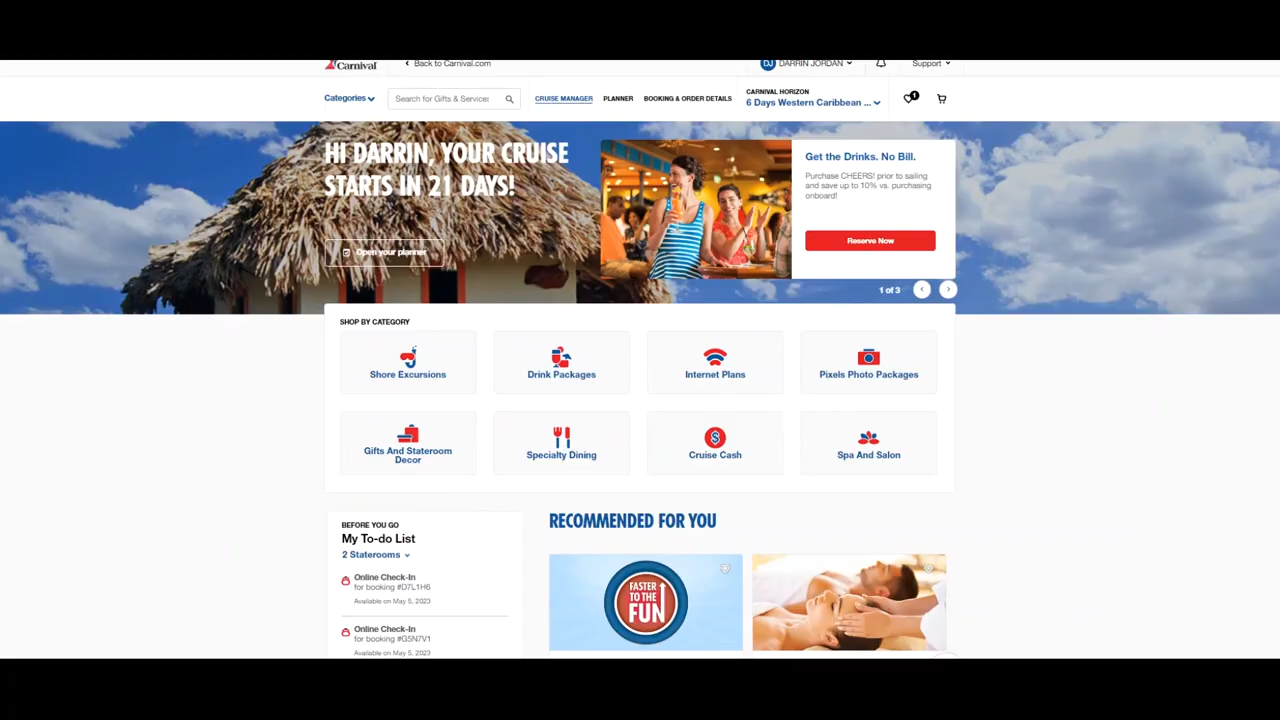 Carnival
Back to Carnival.com
DJ DARRIN JORDAN
Support
Categories
Search for Gifts & Services
CRUISE MANAGER
PLANNER
BOOKING & ORDER DETAILS
CARNIVAL HORIZON
6 Days Western Caribbean ...
1
HI DARRIN, YOUR CRUISE
STARTS IN 21 DAYS!
Open your planner
Get the Drinks. No Bill.
Purchase CHEERS! prior to sailing
and save up to 10% vs. purchasing
onboard!
Reserve Now
1 of 3
SHOP BY CATEGORY
Shore Excursions
Drink Packages
Internet Plans
Pixels Photo Packages
Gifts And Stateroom
Decor
Specialty Dining
$
Cruise Cash
Spa And Salon
BEFORE YOU GO
My To-do List
2 Staterooms
Online Check-In
for booking #D7L1H6
Available on May 5, 2023
Online Check-In
for booking #G5N7V1
Available on May 5, 2023
RECOMMENDED FOR YOU
FASTER
TO THE
FUN